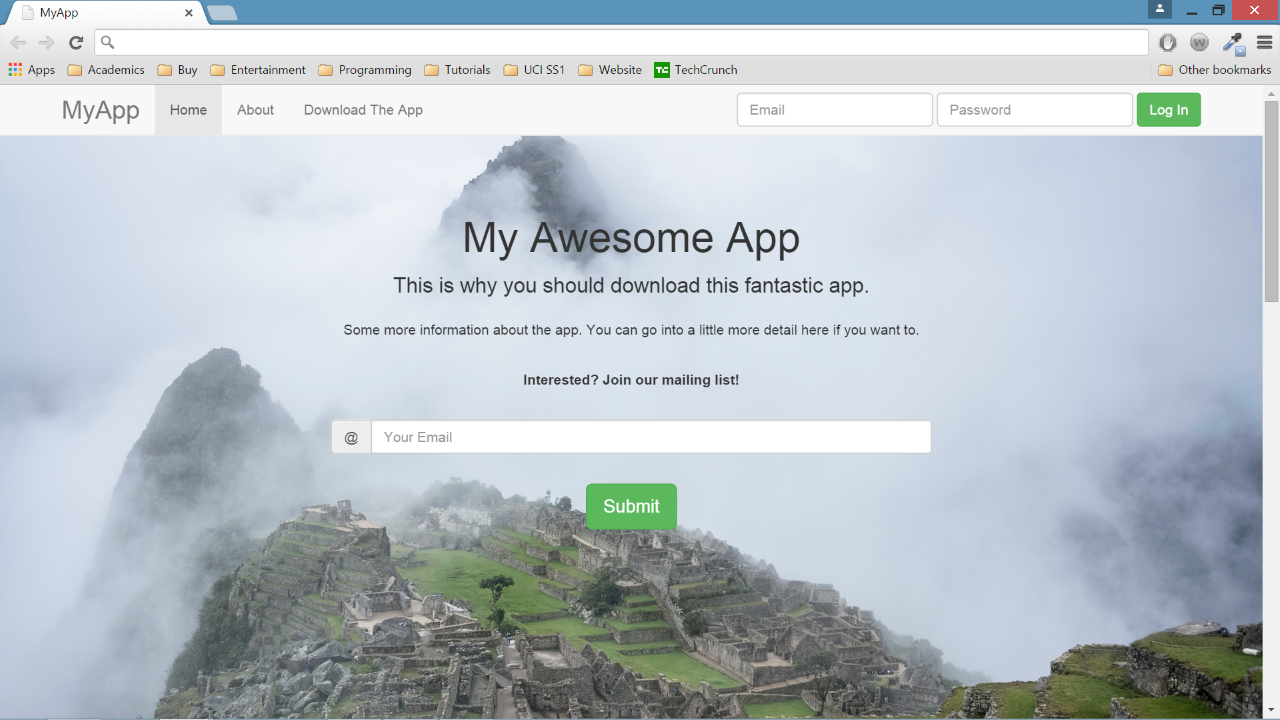 MyApp
Apps Academics Buy Entertainment Programming Tutorials UCI SS1 Website TC TechCrunch Other bookmarks
MyApp Home About Download The App Email Password Log In
My Awesome App
This is why you should download this fantastic app.
Some more information about the app. You can go into a little more detail here if you want to.
Interested? Join our mailing list!
@ Your Email
Submit